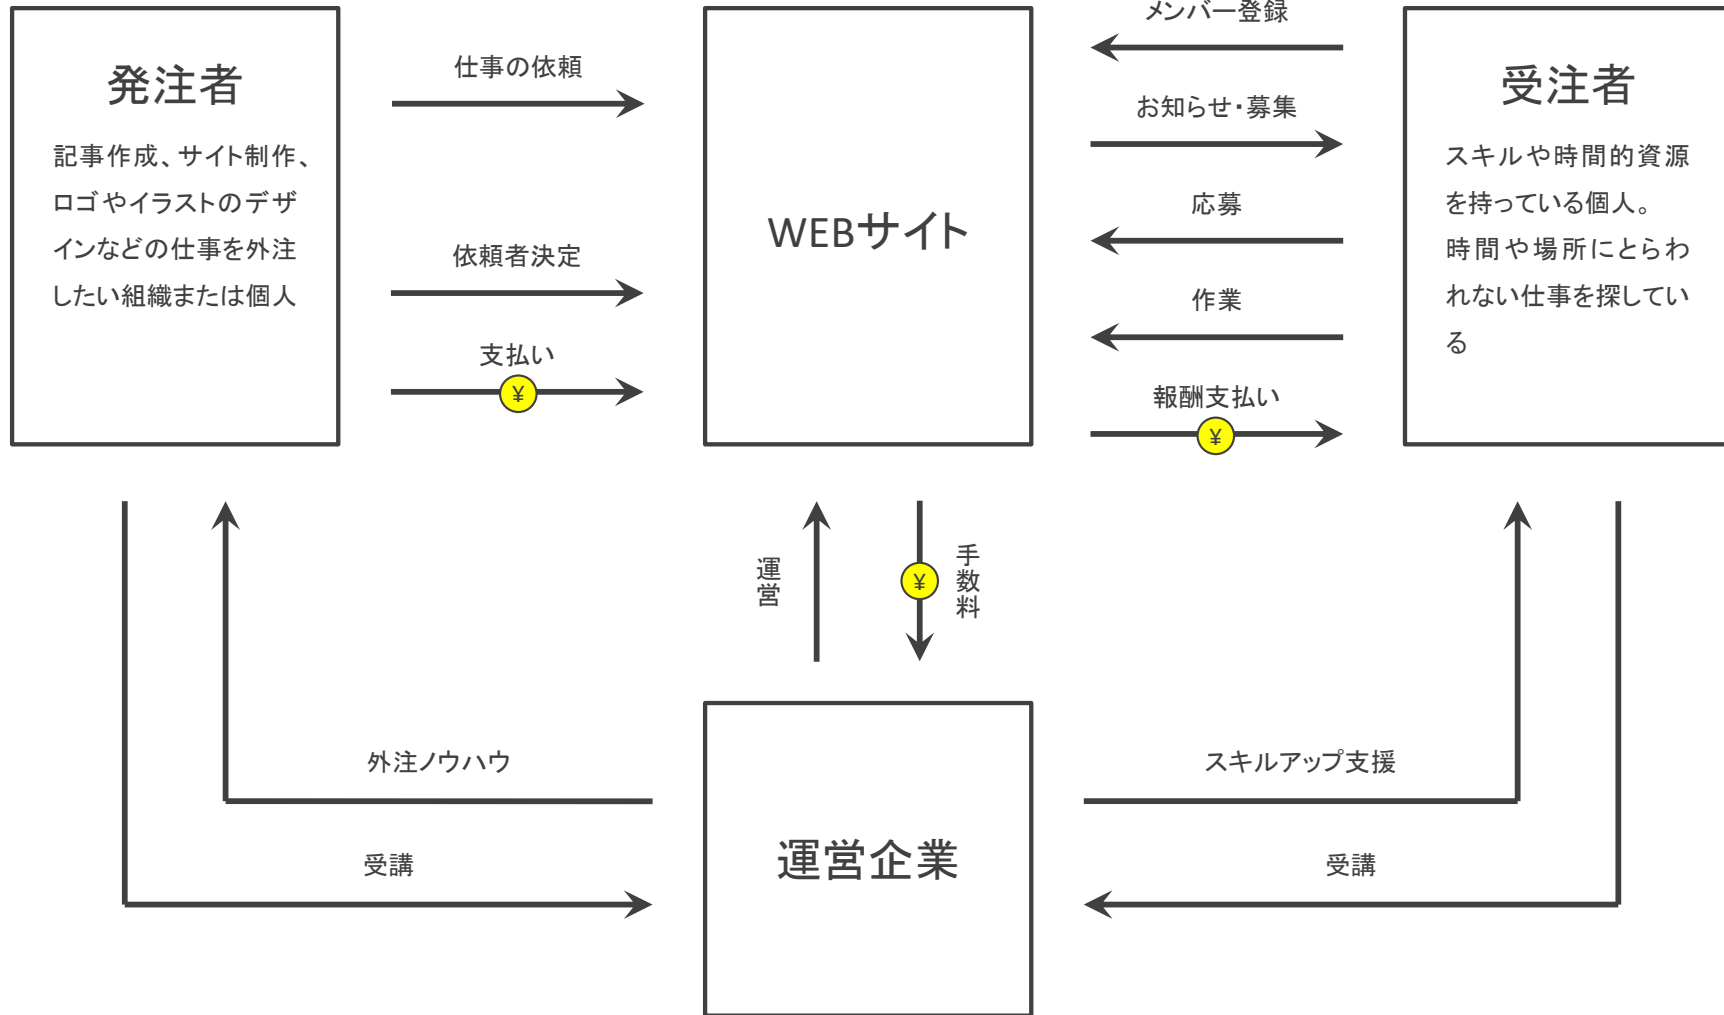 発注者
記事作成、サイト制作、
ロゴやイラストのデザ
インなどの仕事を外注
したい組織または個人
仕事の依頼
依頼者決定
支払い
¥
WEBサイト
メンバー登録
お知らせ・募集
応募
作業
報酬支払い
¥
受注者
スキルや時間的資源
を持っている個人。
時間や場所にとらわ
れない仕事を探してい
る
運営
¥
手数料
外注ノウハウ
受講
運営企業
スキルアップ支援
受講